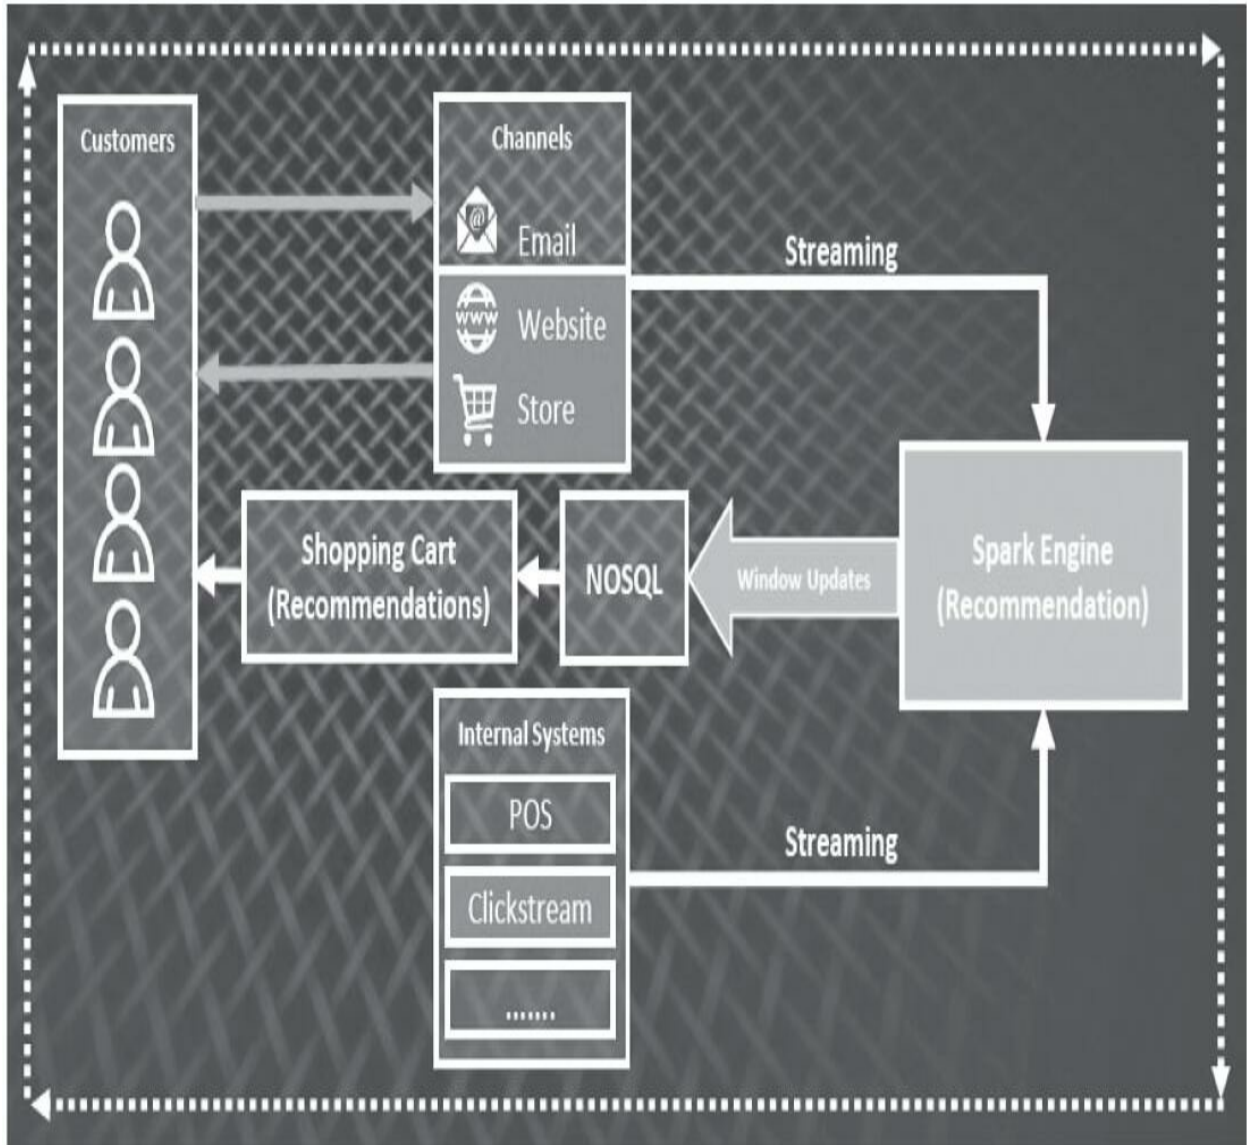 Customers
Channels
@
Email
Streaming
WWW
Website
Store
Shopping Cart
(Recommendations)
NOSQL
Window Updates
Spark Engine
(Recommendation)
Internal Systems
POS
Streaming
Clickstream
.......